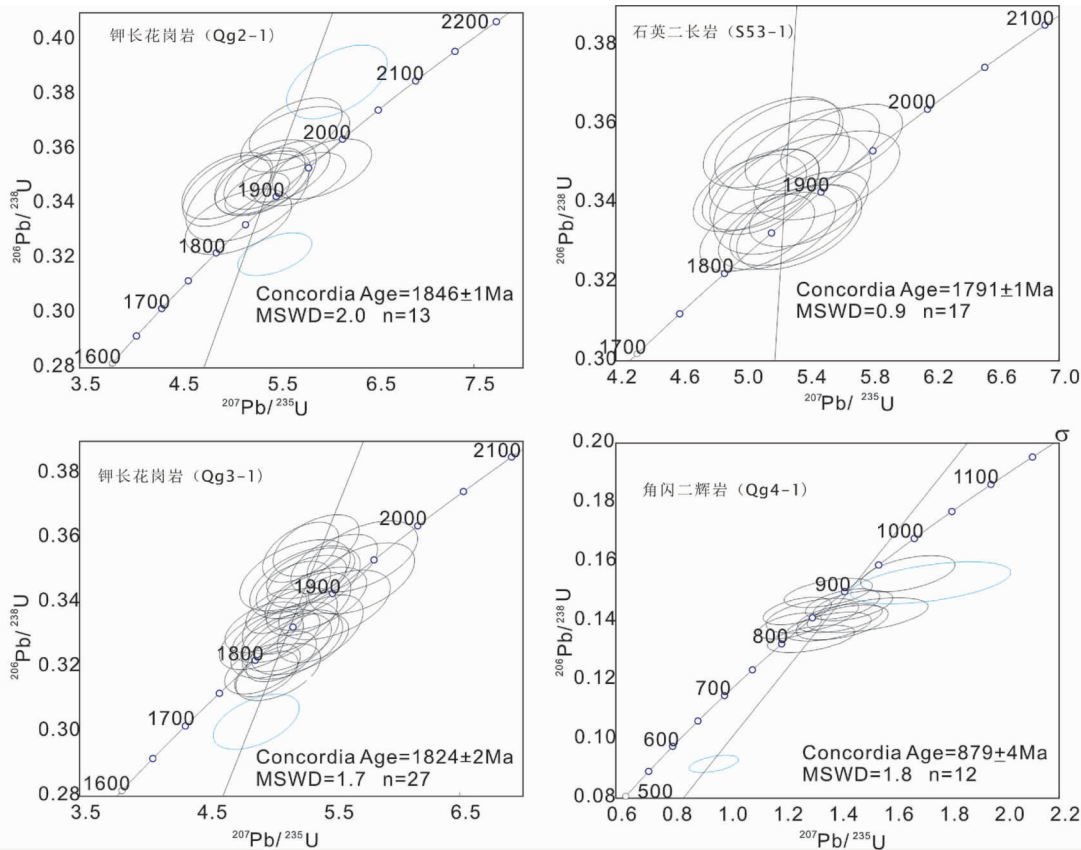 钾长花岗岩（Qg2-1）
0.40
0.38
0.36
0.34
0.32
0.30
0.28
²⁰⁶Pb/²³⁸U
2200
2100
2000
1900
1800
1700
1600
Concordia Age=1846±1Ma
MSWD=2.0 n=13
3.5 4.5 5.5 6.5 7.5
²⁰⁷Pb/²³⁵U
石英二长岩（S53-1）
0.38
0.36
0.34
0.32
0.30
²⁰⁶Pb/²³⁸U
2100
2000
1900
1800
1700
Concordia Age=1791±1Ma
MSWD=0.9 n=17
4.2 4.6 5.0 5.4 5.8 6.2 6.6 7.0
²⁰⁷Pb/²³⁵U
钾长花岗岩（Qg3-1）
0.38
0.36
0.34
0.32
0.30
0.28
²⁰⁶Pb/²³⁸U
2100
2000
1900
1800
1700
1600
Concordia Age=1824±2Ma
MSWD=1.7 n=27
3.5 4.5 5.5 6.5
²⁰⁷Pb/²³⁵U
σ
角闪二辉岩（Qg4-1）
0.20
0.18
0.16
0.14
0.12
0.10
0.08
²⁰⁶Pb/²³⁸U
1100
1000
900
800
700
600
500
Concordia Age=879±4Ma
MSWD=1.8 n=12
0.6 1.0 1.4 1.8 2.2
²⁰⁷Pb/²³⁵U